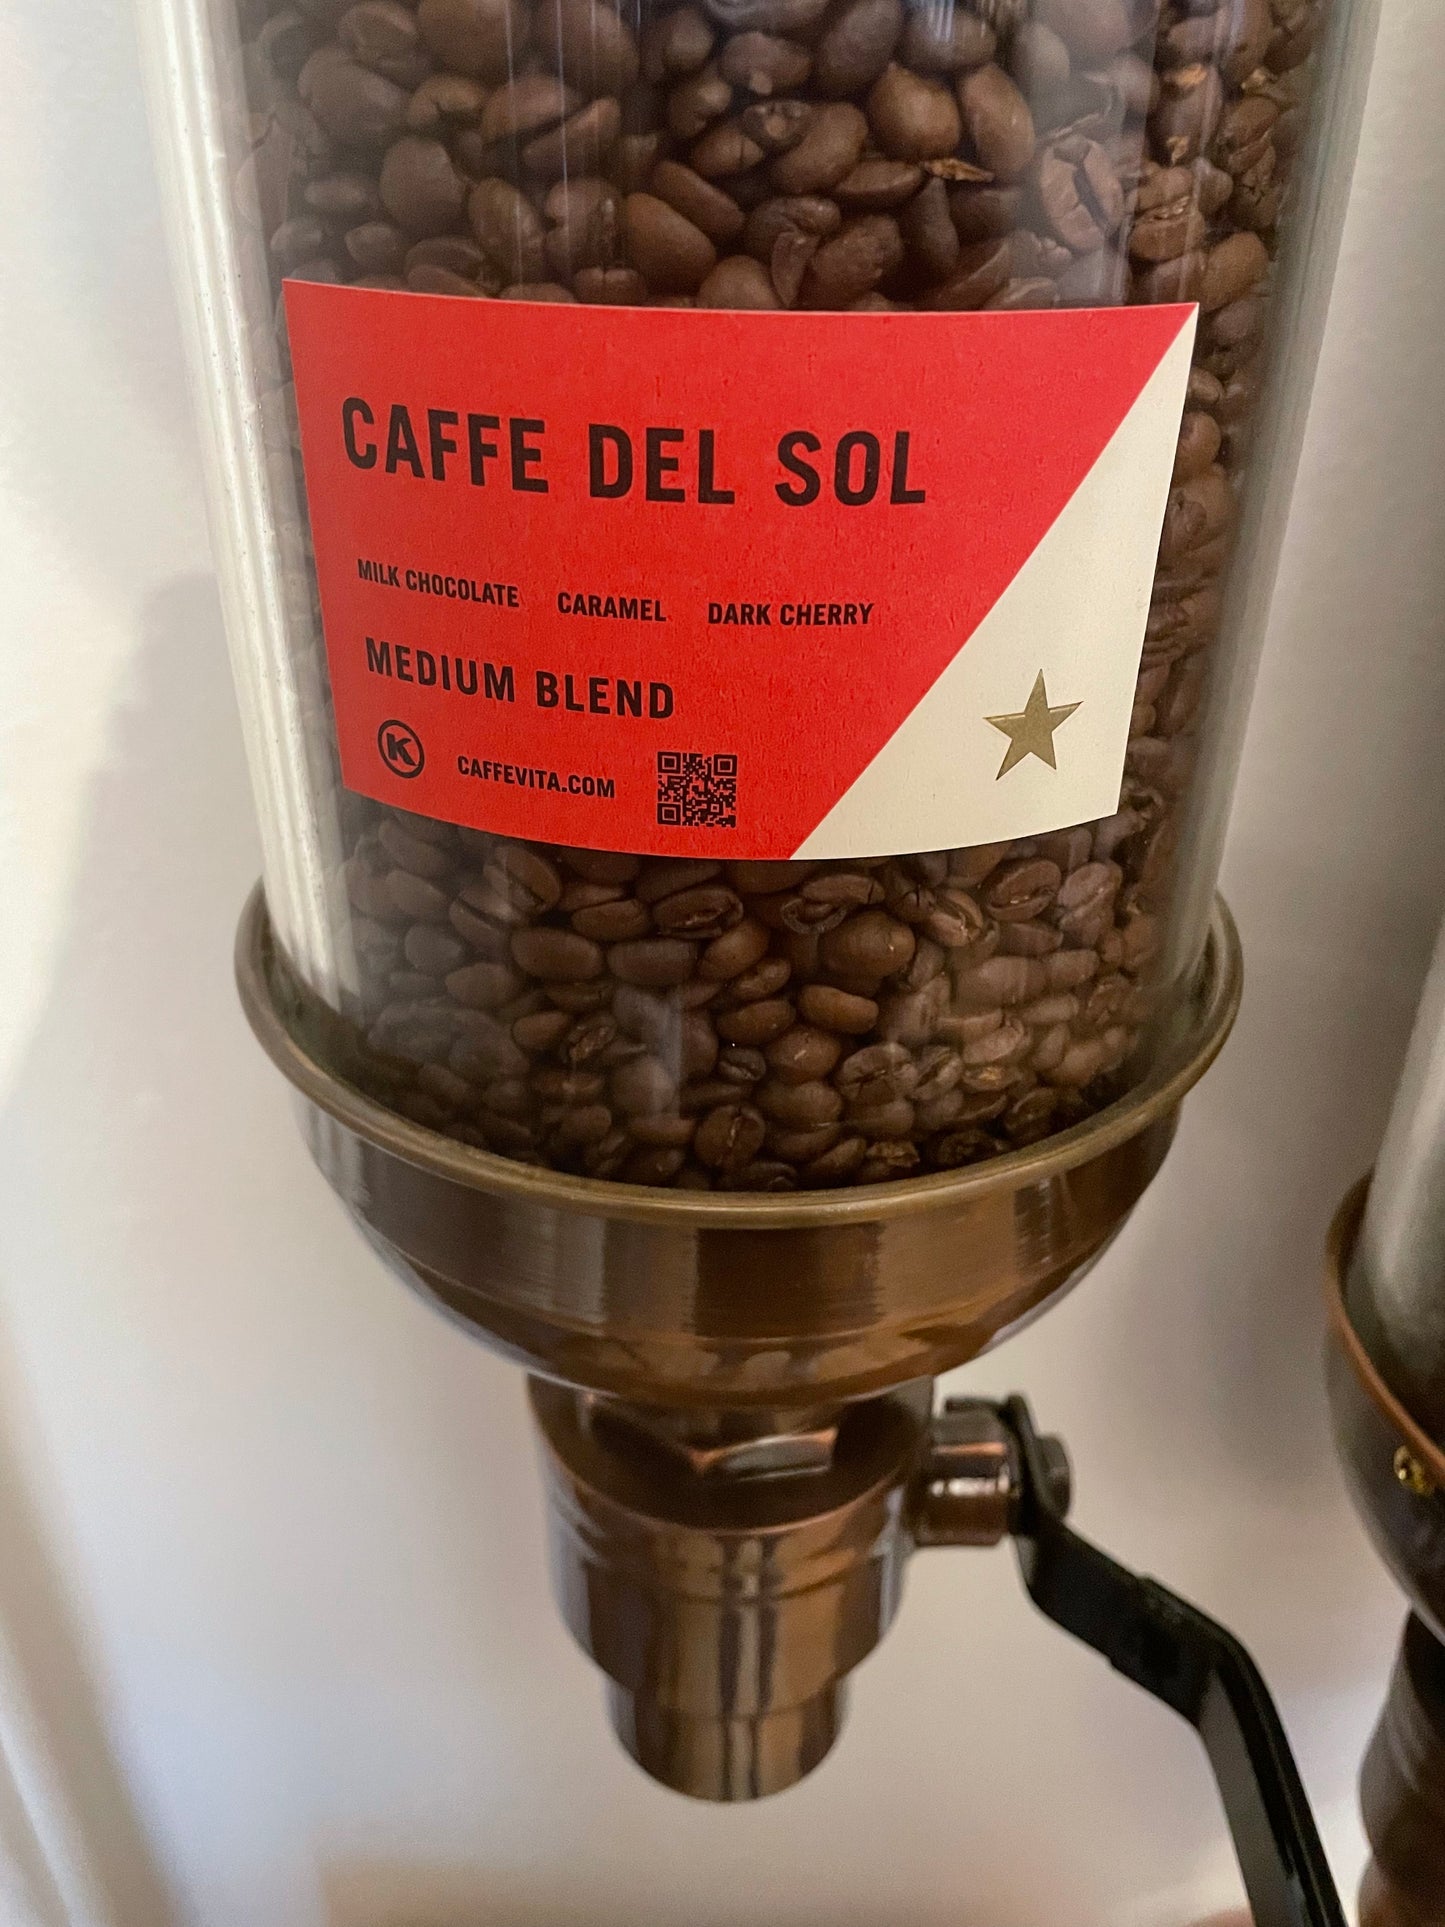 CAFFE DEL SOL
MILK CHOCOLATE CARAMEL DARK CHERRY
MEDIUM BLEND
K CAFFEVITA.COM